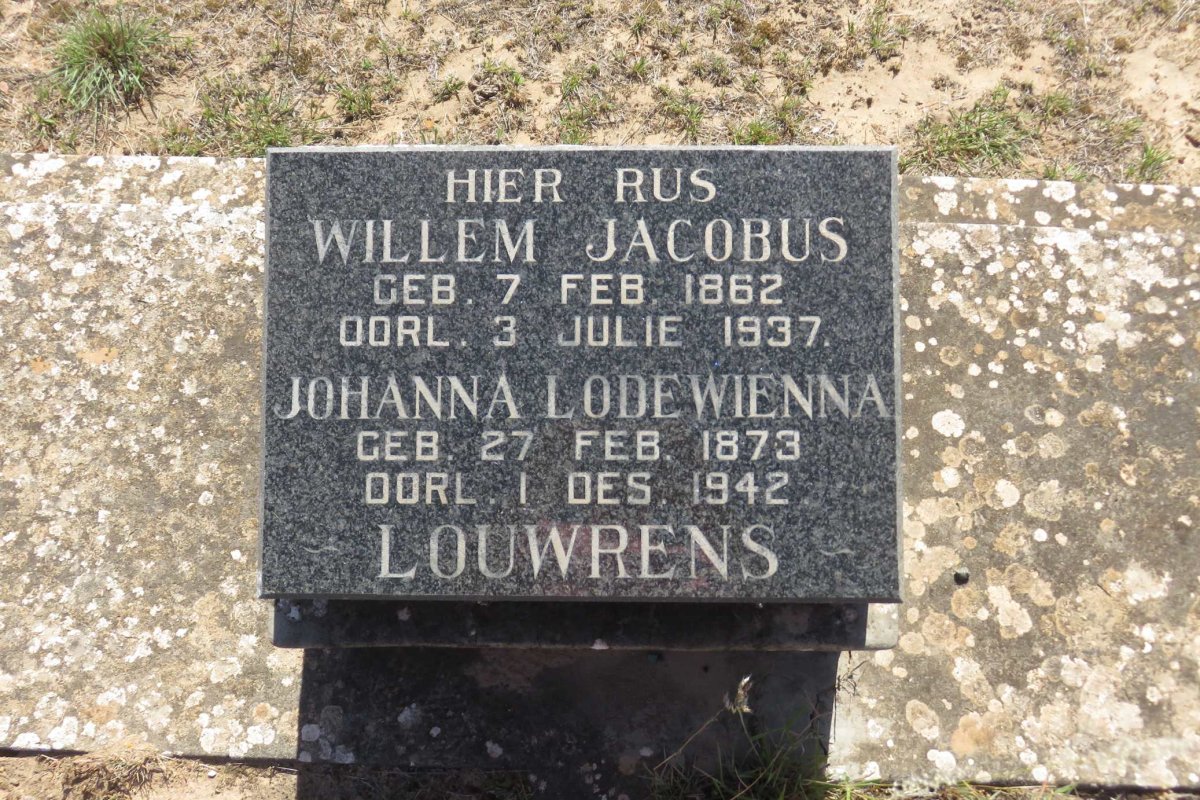 HIER RUS
WILLEM JACOBUS
GEB. 7 FEB. 1862
OORL. 3 JULIE 1937.
JOHANNA LODEWIENNA
GEB. 27 FEB. 1873
OORL. 1 DES 1942
~ LOUWRENS ~